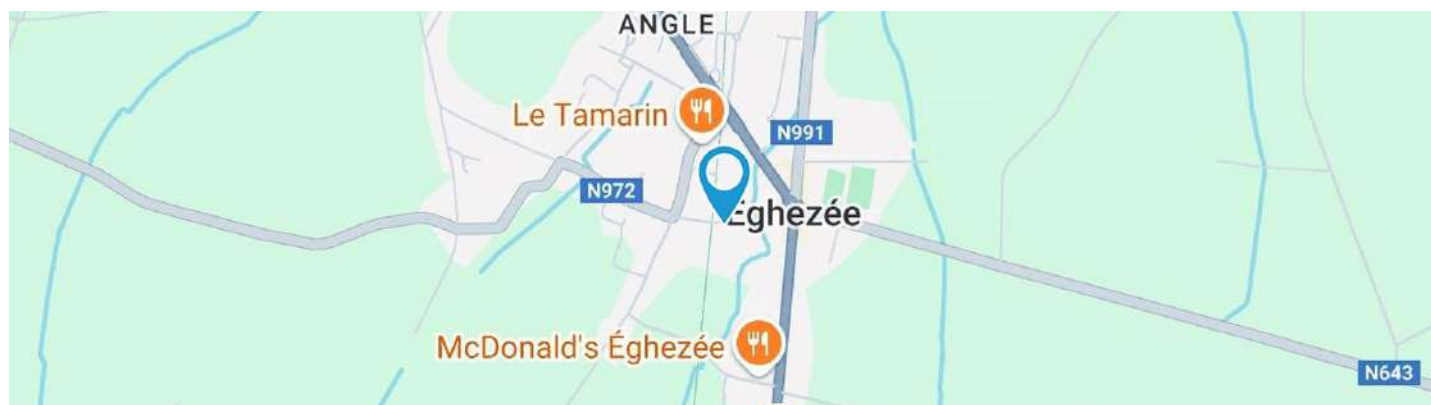 ANGLE
Le Tamarin
N991
N972
Éghezée
McDonald's Éghezée
N643